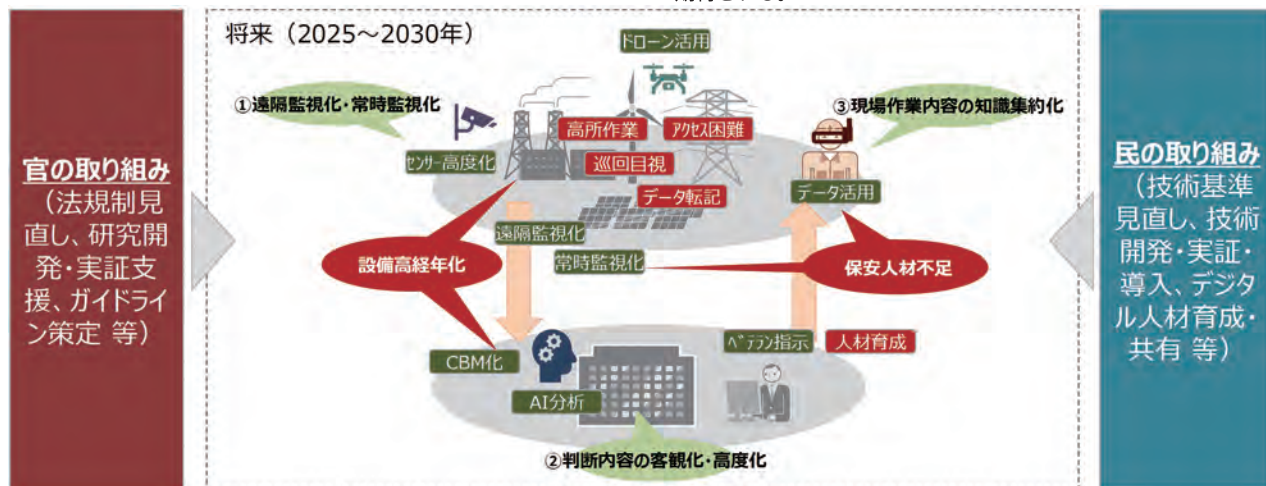 官の取り組み
（法規制見
直し、研究開
発・実証支
援、ガイドライ
ン策定 等）
将来（2025～2030年）
ドローン活用
①遠隔監視化・常時監視化
③現場作業内容の知識集約化
高所作業
アクセス困難
センサー高度化
巡回目視
データ転記
データ活用
遠隔監視化
設備高経年化
常時監視化
保安人材不足
CBM化
AI分析
ベテラン指示
人材育成
②判断内容の客観化・高度化
民の取り組み
（技術基準
見直し、技術
開発・実証・
導入、デジタ
ル人材育成・
共有 等）